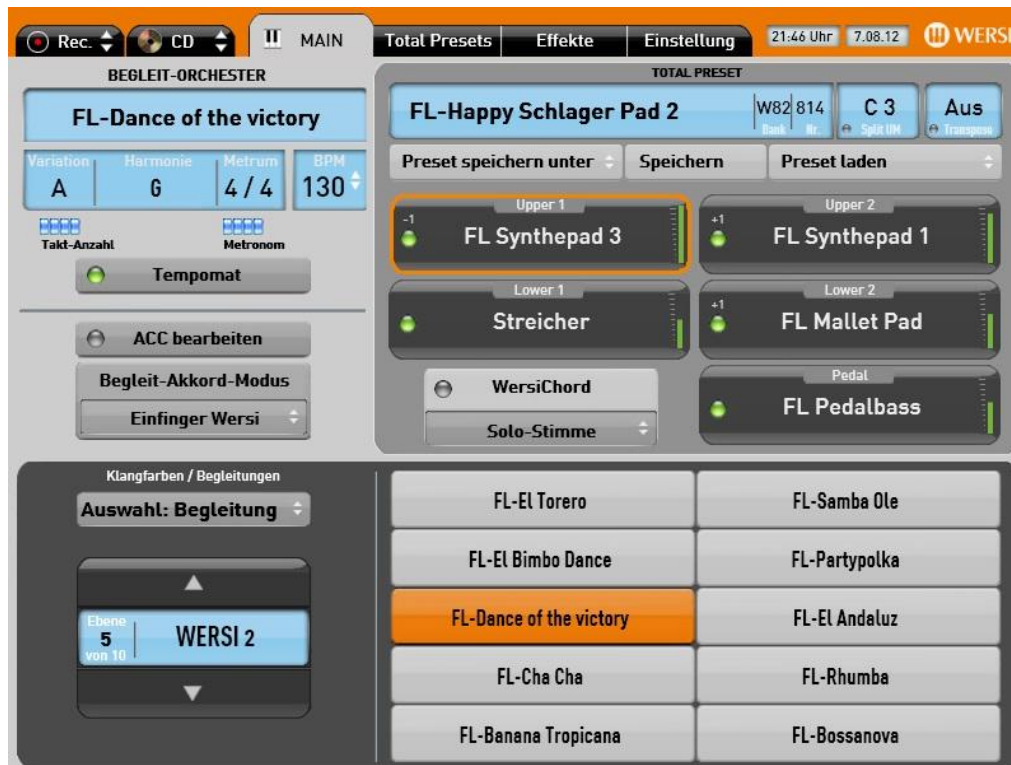 Rec.
CD
MAIN
Total Presets
Effekte
Einstellung
21:46 Uhr
7.08.12
WERSI
BEGLEIT-ORCHESTER
FL-Dance of the victory
Variation
A
Harmonie
G
Metrum
4/4
BPM
130
Takt-Anzahl
Metronom
Tempomat
ACC bearbeiten
Begleit-Akkord-Modus
Einfinger Wersi
TOTAL PRESET
FL-Happy Schlager Pad 2
W82
Bank
814
Nr.
C 3
Split UM
Aus
Transpose
Preset speichern unter
Speichern
Preset laden
Upper 1
-1
FL Synthepad 3
Upper 2
+1
FL Synthepad 1
Lower 1
Streicher
Lower 2
+1
FL Mallet Pad
WersiChord
Solo-Stimme
Pedal
FL Pedalbass
Klangfarben / Begleitungen
Auswahl: Begleitung
Ebene
5
von 10
WERSI 2
FL-El Torero
FL-Samba Ole
FL-El Bimbo Dance
FL-Partypolka
FL-Dance of the victory
FL-El Andaluz
FL-Cha Cha
FL-Rhumba
FL-Banana Tropicana
FL-Bossanova